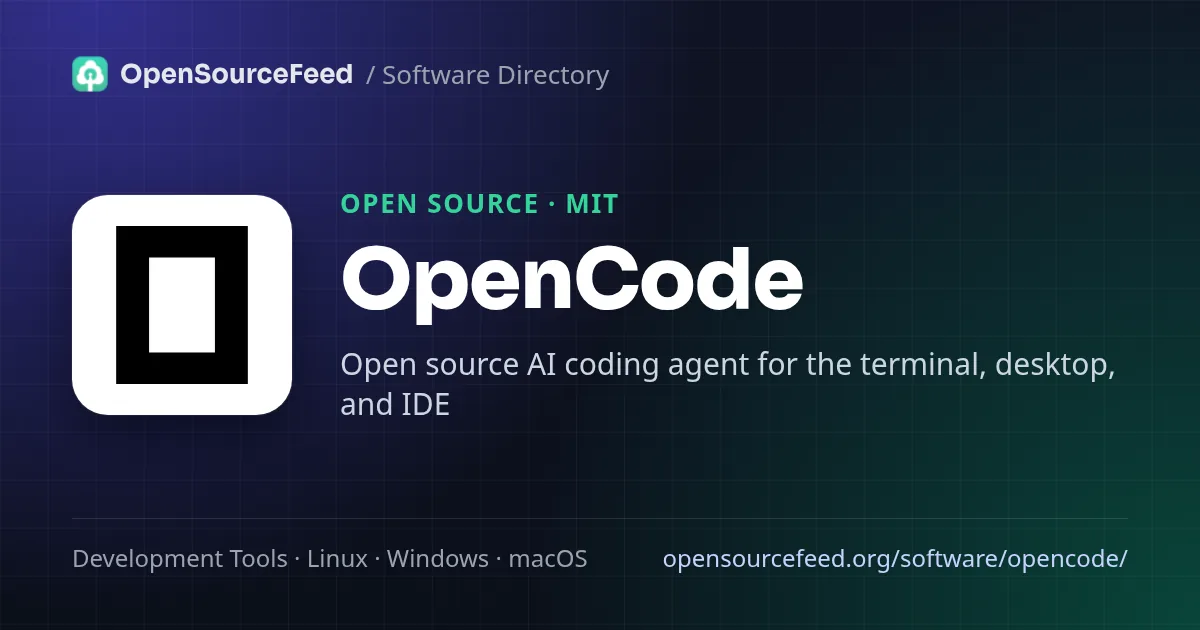 OpenSourceFeed / Software Directory
OPEN SOURCE · MIT
OpenCode
Open source AI coding agent for the terminal, desktop,
and IDE
Development Tools · Linux · Windows · macOS
opensourcefeed.org/software/opencode/